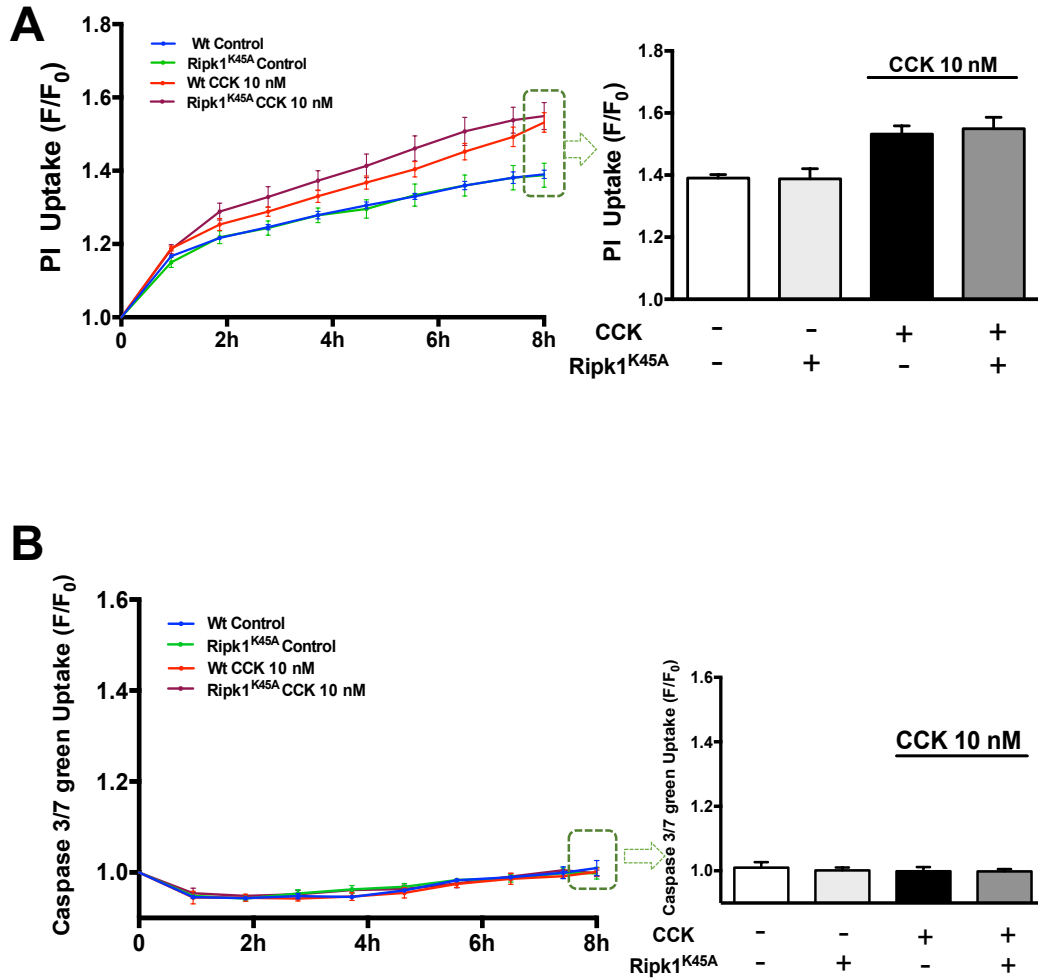 A
PI Uptake (F/F0)
1.8
1.6
1.4
1.2
1.0
Wt Control
Ripk1K45A Control
Wt CCK 10 nM
Ripk1K45A CCK 10 nM
0 2h 4h 6h 8h
PI Uptake (F/F0)
1.8
1.6
1.4
1.2
1.0
CCK 10 nM
CCK - - + +
Ripk1K45A - + - +
B
Caspase 3/7 green Uptake (F/F0)
1.6
1.4
1.2
1.0
Wt Control
Ripk1K45A Control
Wt CCK 10 nM
Ripk1K45A CCK 10 nM
0 2h 4h 6h 8h
Caspase 3/7 green Uptake (F/F0)
1.6
1.4
1.2
1.0
CCK 10 nM
CCK - - + +
Ripk1K45A - + - +